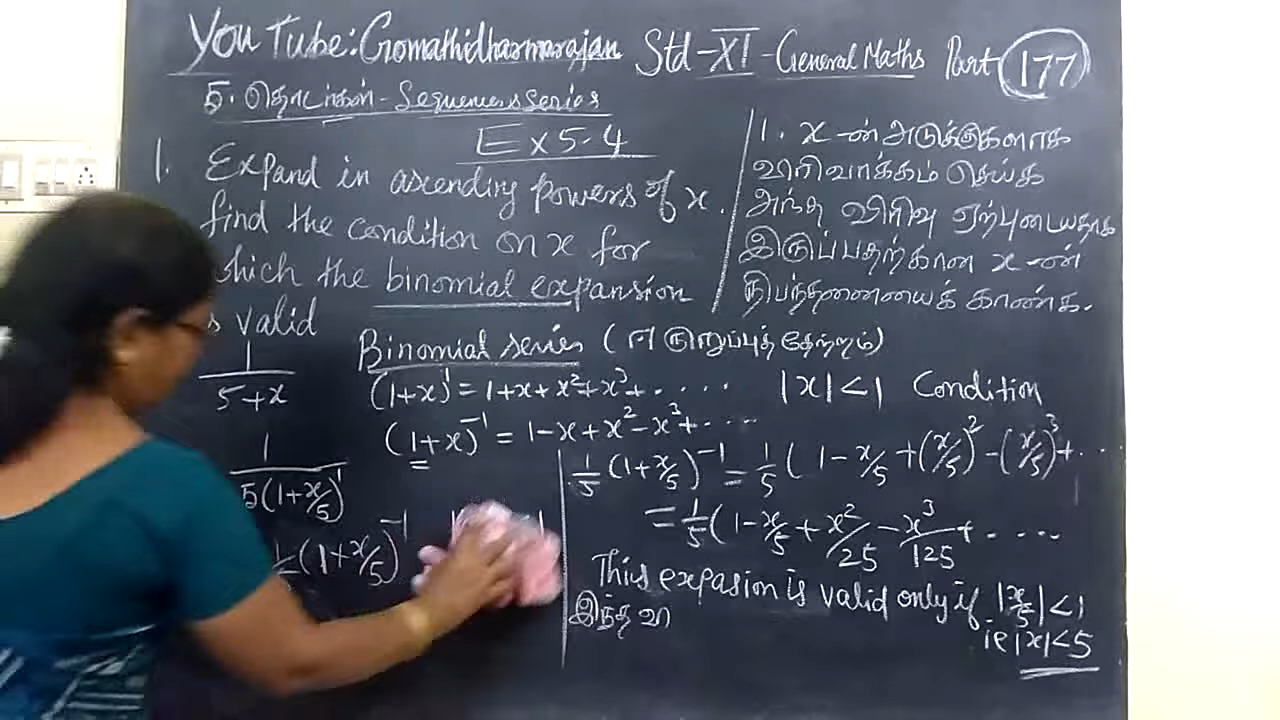 YouTube: Gomathidharmarajan Std-XI-General Maths Part 177
5. தொடர்கள் - Sequences & series
Ex 5.4
1. Expand in ascending powers of x.
find the condition on x for
which the binomial expansion
is valid
1. x-ன் அடுக்குகளாக
விரிவாக்கம் செய்க
அந்த விரிவு ஏற்புடையதாக
இருப்பதற்கான x-ன்
நிபந்தனையைக் காண்க.
1/(5+x)
1/(5(1+x/5)¹)
(1+x/5)⁻¹
Binomial series (ஈருறுப்புத் தேற்றம்)
(1+x)¹ = 1+x+x²+x³+.... |x|<1 Condition
(1+x)⁻¹ = 1-x+x²-x³+....
1/5 (1+x/5)⁻¹ = 1/5 ( 1-x/5 +(x/5)² -(x/5)³+...
= 1/5 ( 1-x/5 + x²/25 - x³/125 + ....
This expasion is valid only if |x/5|<1
ie |x|<5
இந்த வி